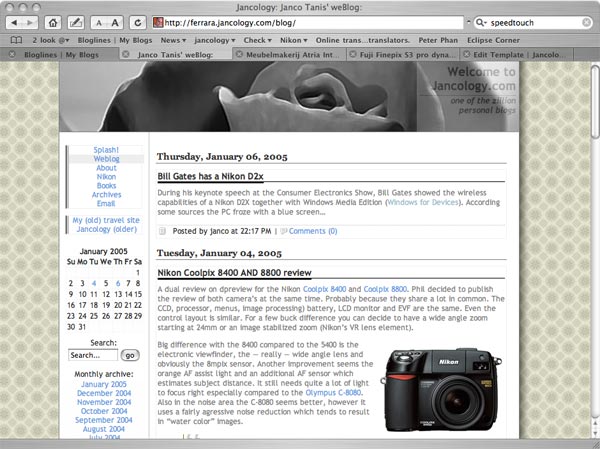 Jancology: Janco Tanis' weBlog:
http://ferrara.jancology.com/blog/
speedtouch
2 look @ Bloglines | My Blogs News jancology Check Nikon Online trans...translators. Peter Phan Eclipse Corner
Bloglines | My Blogs
Janco Tanis' weBlog:
Meubelmakerij Atria Int...
Fuji Finepix S3 pro dyna...
Edit Template | Jancolo...
Welcome to
Jancology.com
one of the zillion
personal blogs
Splash!
Weblog
About
Nikon
Books
Archives
Email
My (old) travel site
Jancology (older)
January 2005
Su Mo Tu We Th Fr Sa
1
2 3 4 5 6 7 8
9 10 11 12 13 14 15
16 17 18 19 20 21 22
23 24 25 26 27 28 29
30 31
Search:
Search... go
Monthly archive:
January 2005
December 2004
November 2004
October 2004
September 2004
August 2004
July 2004
Thursday, January 06, 2005
Bill Gates has a Nikon D2x
During his keynote speech at the Consumer Electronics Show, Bill Gates showed the wireless
capabilities of a Nikon D2X together with Windows Media Edition (Windows for Devices). According
some sources the PC froze with a blue screen...
Posted by janco at 22:17 PM | Comments (0)
Tuesday, January 04, 2005
Nikon Coolpix 8400 AND 8800 review
A dual review on dpreview for the Nikon Coolpix 8400 and Coolpix 8800. Phil decided to publish
the review of both camera's at the same time. Probably because they share a lot in common. The
CCD, processor, menus, image processing) battery, LCD monitor and EVF are the same. Even the
control layout is similar. For a few buck difference you can decide to have a wide angle zoom
starting at 24mm or an image stabilized zoom (Nikon's VR lens element).
Big difference with the 8400 compared to the 5400 is the
electronic viewfinder, the — really — wide angle lens and
obviously the 8mpix sensor. Another improvement seems the
orange AF assist light and an additional AF sensor which
estimates subject distance. It still needs quite a lot of light
to focus right especially compared to the Olympus C-8080.
Also in the noise area the C-8080 seems better, however it
uses a fairly agressive noise reduction which tends to result
in "water color" images.
Nikon